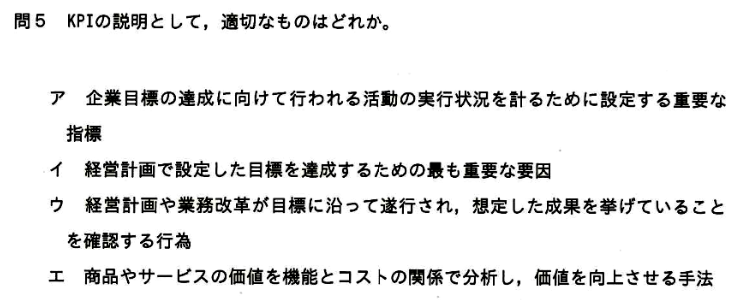 問５　KPIの説明として，適切なものはどれか。
ア　企業目標の達成に向けて行われる活動の実行状況を計るために設定する重要な
指標
イ　経営計画で設定した目標を達成するための最も重要な要因
ウ　経営計画や業務改革が目標に沿って遂行され，想定した成果を挙げていること
を確認する行為
エ　商品やサービスの価値を機能とコストの関係で分析し，価値を向上させる手法